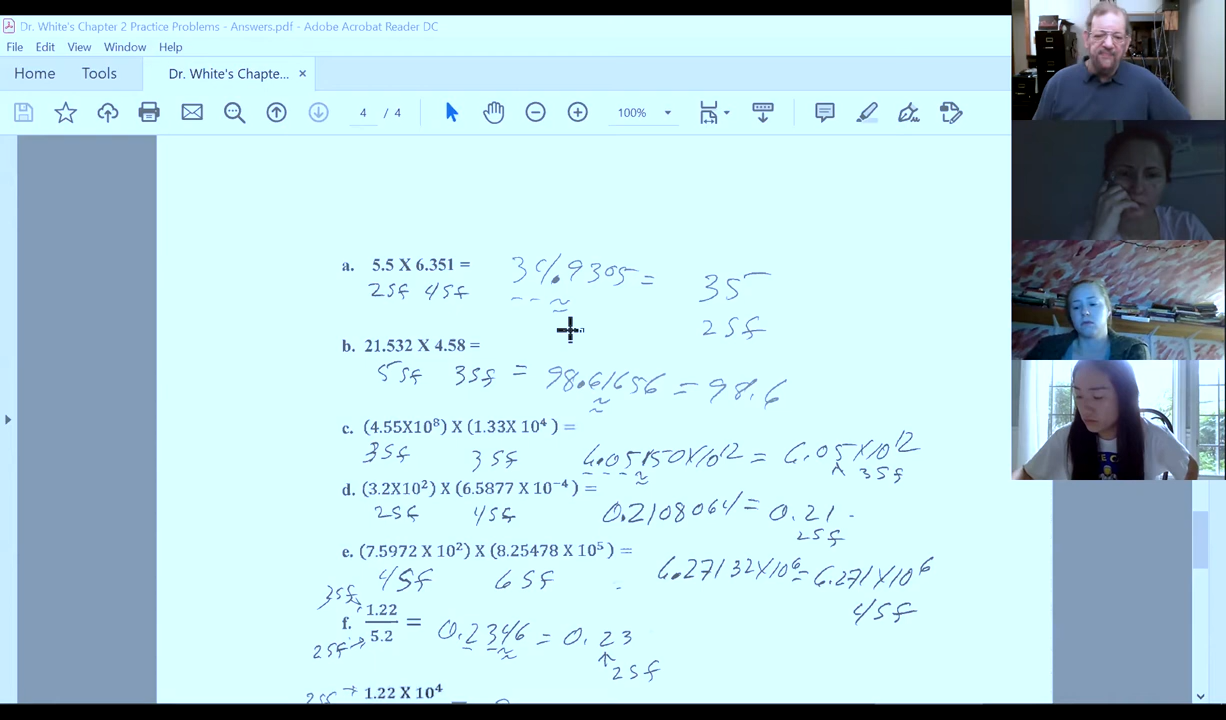 Dr. White's Chapter 2 Practice Problems - Answers.pdf - Adobe Acrobat Reader DC
File Edit View Window Help
Home Tools Dr. White's Chapte... ×
4 / 4 100%
a. 5.5 X 6.351 = 34.9305 = 35
2sf 4sf 2sf
b. 21.532 X 4.58 =
5sf 3sf = 98.61656 = 98.6
c. (4.55X10⁸) X (1.33X 10⁴ ) =
3sf 3sf 6.05150X10¹² = 6.05X10¹²
3sf
d. (3.2X10²) X (6.5877 X 10⁻⁴) =
2sf 4sf 0.2108064 = 0.21
2sf
e. (7.5972 X 10²) X (8.25478 X 10⁵) =
4sf 6sf 6.27132X10⁶ = 6.271X10⁶
4sf
3sf
f. 1.22
5.2 = 0.2346 = 0.23
2sf 2sf
1.22 X 10⁴